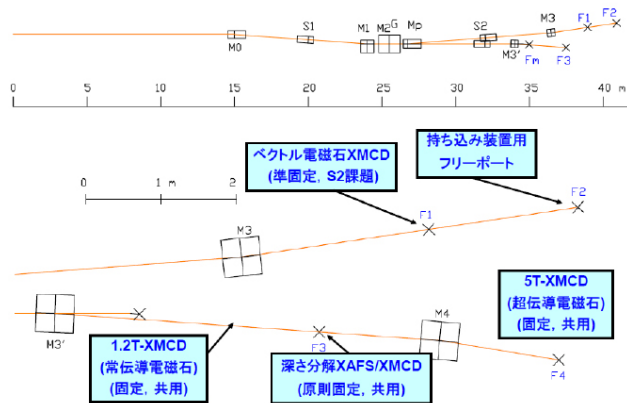 M0
S1
M1
M2
G
Mp
S2
M3
F1
F2
M3'
Fm
F3
0
5
10
15
20
25
30
35
40 m
ベクトル電磁石XMCD
(準固定, S2課題)
持ち込み装置用
フリーポート
0
1 m
2
M3
F1
F2
M3'
1.2T-XMCD
(常伝導電磁石)
(固定, 共用)
F3
深さ分解XAFS/XMCD
(原則固定, 共用)
M4
5T-XMCD
(超伝導電磁石)
(固定, 共用)
F4